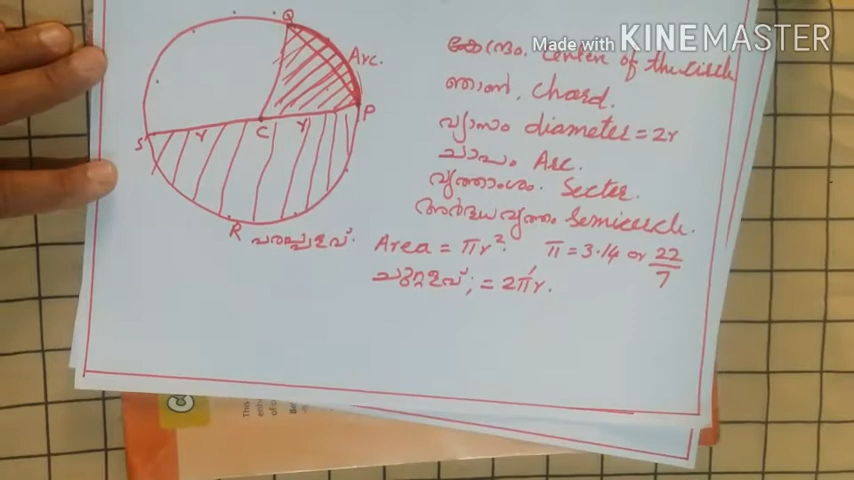 Made with KINEMASTER
Q
Arc.
P
S
r
C
r
R
കേന്ദ്രം. Center of the circle
ഞാൺ. Chord.
വ്യാസം diameter = 2r
ചാപം Arc.
വൃത്താംശം. Secter.
അർദ്ധവൃത്തം Semicircle.
പരപ്പളവ്. Area = πr². π = 3.14 or 22/7
ചുറ്റളവ്; = 2πr.